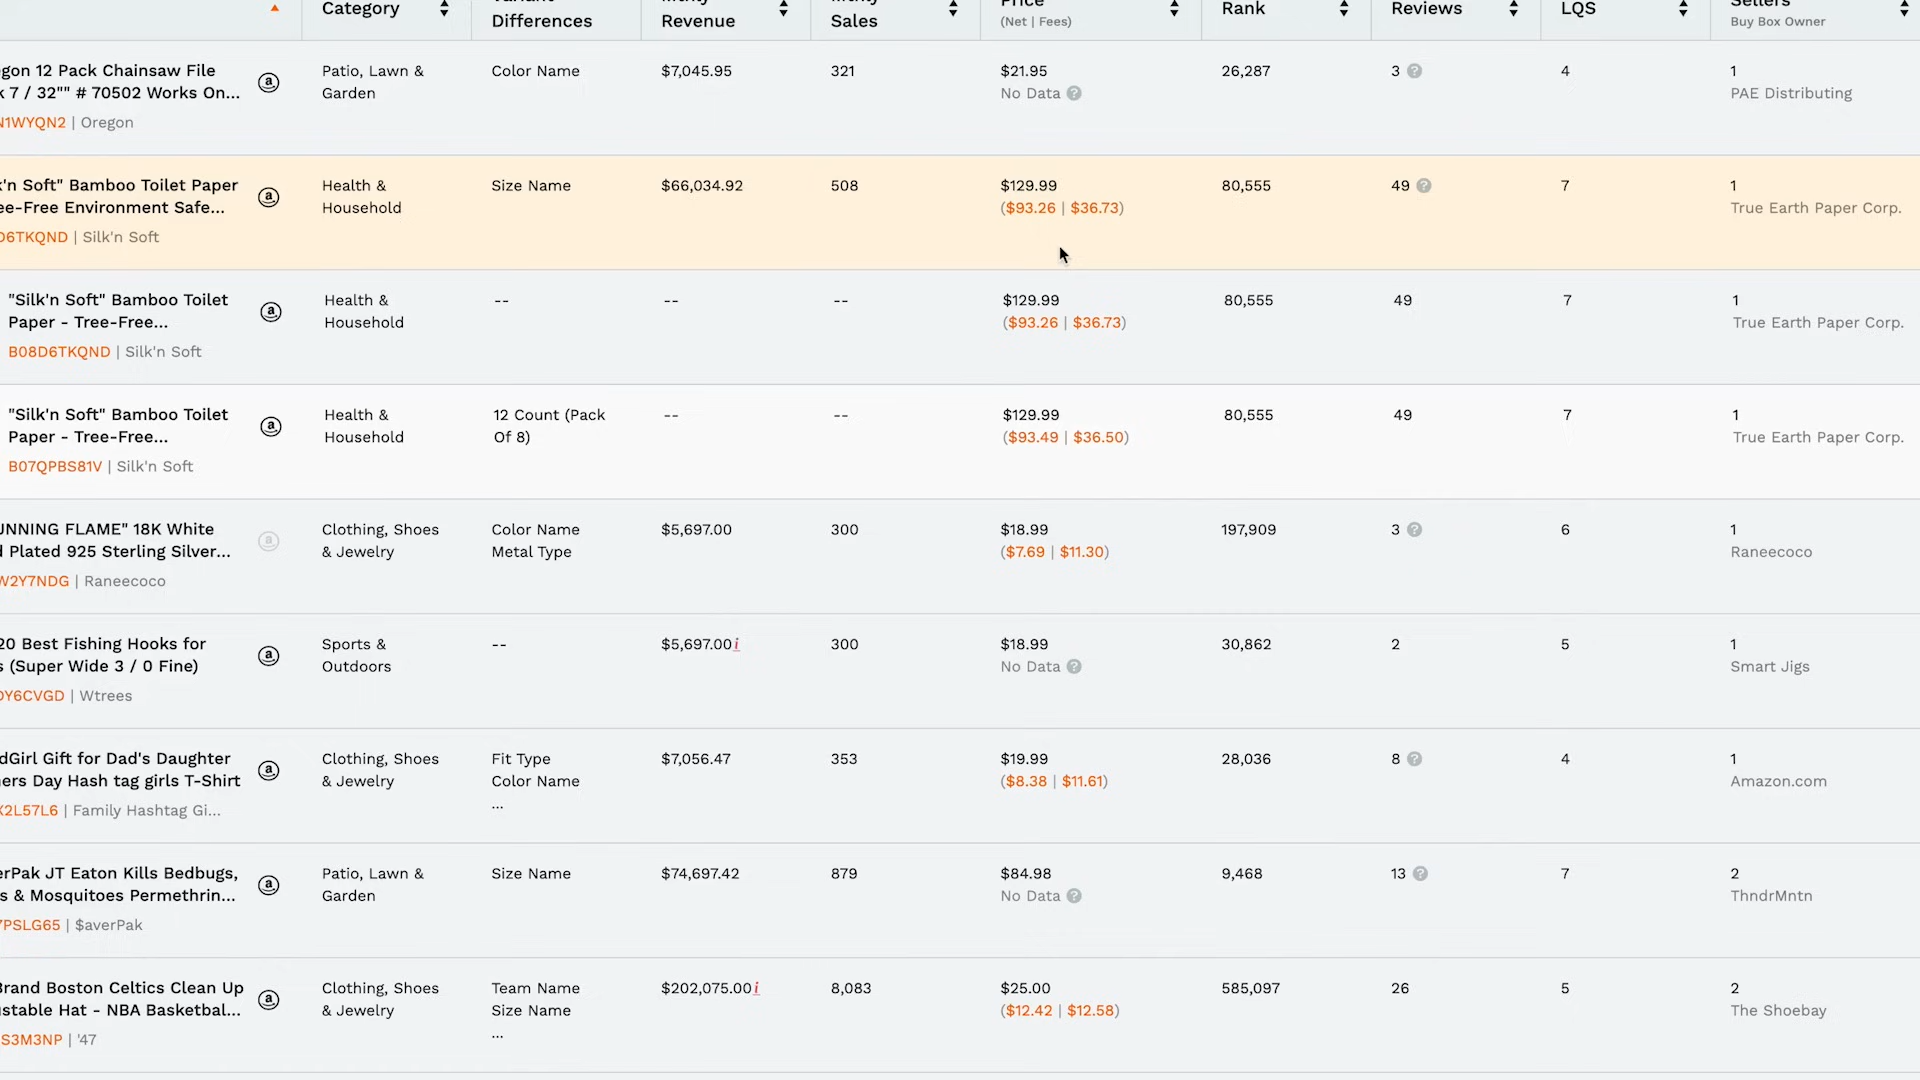 Category
Differences
Revenue
Sales
(Net | Fees)
Rank
Reviews
LQS
Sellers
Buy Box Owner
gon 12 Pack Chainsaw File
k 7 / 32"" # 70502 Works On...
N1WYQN2 | Oregon
Patio, Lawn &
Garden
Color Name
$7,045.95
321
$21.95
No Data ?
26,287
3 ?
4
1
PAE Distributing
k'n Soft" Bamboo Toilet Paper
ee-Free Environment Safe...
D6TKQND | Silk'n Soft
Health &
Household
Size Name
$66,034.92
508
$129.99
($93.26 | $36.73)
80,555
49 ?
7
1
True Earth Paper Corp.
"Silk'n Soft" Bamboo Toilet
Paper - Tree-Free...
B08D6TKQND | Silk'n Soft
Health &
Household
--
--
--
$129.99
($93.26 | $36.73)
80,555
49
7
1
True Earth Paper Corp.
"Silk'n Soft" Bamboo Toilet
Paper - Tree-Free...
B07QPBS81V | Silk'n Soft
Health &
Household
12 Count (Pack
Of 8)
--
--
$129.99
($93.49 | $36.50)
80,555
49
7
1
True Earth Paper Corp.
UNNING FLAME" 18K White
d Plated 925 Sterling Silver...
W2Y7NDG | Raneecoco
Clothing, Shoes
& Jewelry
Color Name
Metal Type
$5,697.00
300
$18.99
($7.69 | $11.30)
197,909
3 ?
6
1
Raneecoco
20 Best Fishing Hooks for
s (Super Wide 3 / 0 Fine)
DY6CVGD | Wtrees
Sports &
Outdoors
--
$5,697.00i
300
$18.99
No Data ?
30,862
2
5
1
Smart Jigs
dGirl Gift for Dad's Daughter
ners Day Hash tag girls T-Shirt
X2L57L6 | Family Hashtag Gi...
Clothing, Shoes
& Jewelry
Fit Type
Color Name
...
$7,056.47
353
$19.99
($8.38 | $11.61)
28,036
8 ?
4
1
Amazon.com
erPak JT Eaton Kills Bedbugs,
s & Mosquitoes Permethrin...
7PSLG65 | $averPak
Patio, Lawn &
Garden
Size Name
$74,697.42
879
$84.98
No Data ?
9,468
13 ?
7
2
ThndrMntn
Brand Boston Celtics Clean Up
ustable Hat - NBA Basketbal...
S3M3NP | '47
Clothing, Shoes
& Jewelry
Team Name
Size Name
...
$202,075.00i
8,083
$25.00
($12.42 | $12.58)
585,097
26
5
2
The Shoebay